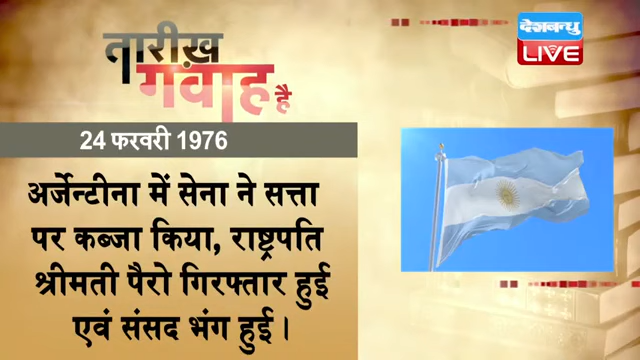 तारीख़
गवाह है
देशबन्धु
LIVE
24 फरवरी 1976
अर्जेन्टीना में सेना ने सत्ता
पर कब्जा किया, राष्ट्रपति
श्रीमती पैरो गिरफ्तार हुई
एवं संसद भंग हुई।